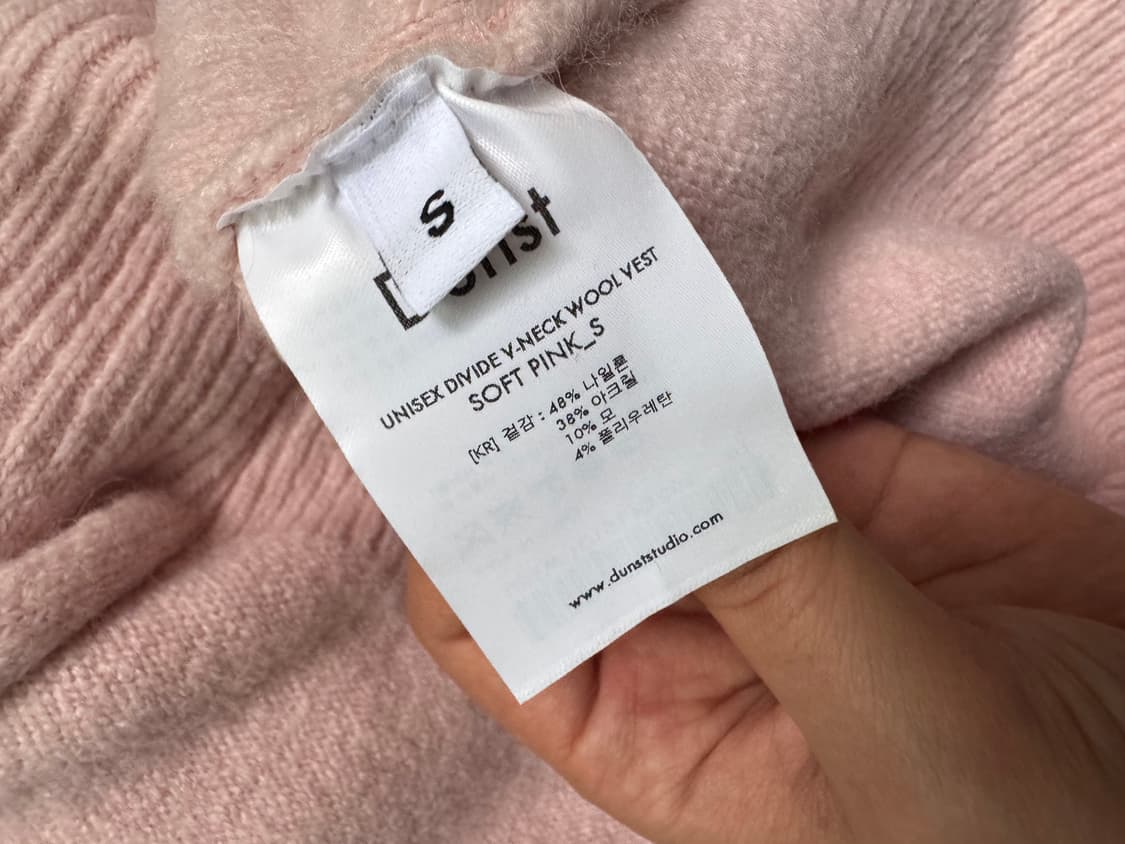 S
UNISEX DIVIDE V-NECK WOOL VEST
SOFT PINK_S
[KR] 겉감 : 48% 나일론
38% 아크릴
10% 모
4% 폴리우레탄
www.dunststudio.com